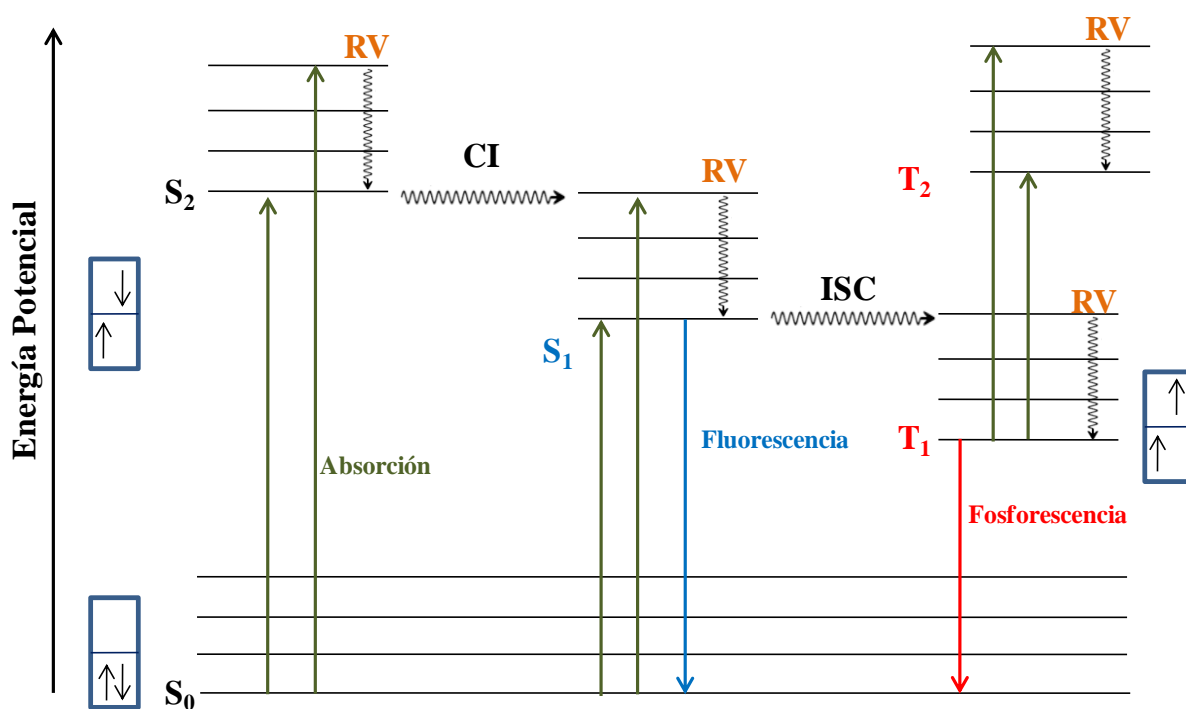 Energía Potencial
RV
RV
CI
S₂
RV
T₂
ISC
RV
S₁
Fluorescencia
T₁
Absorción
Fosforescencia
S₀